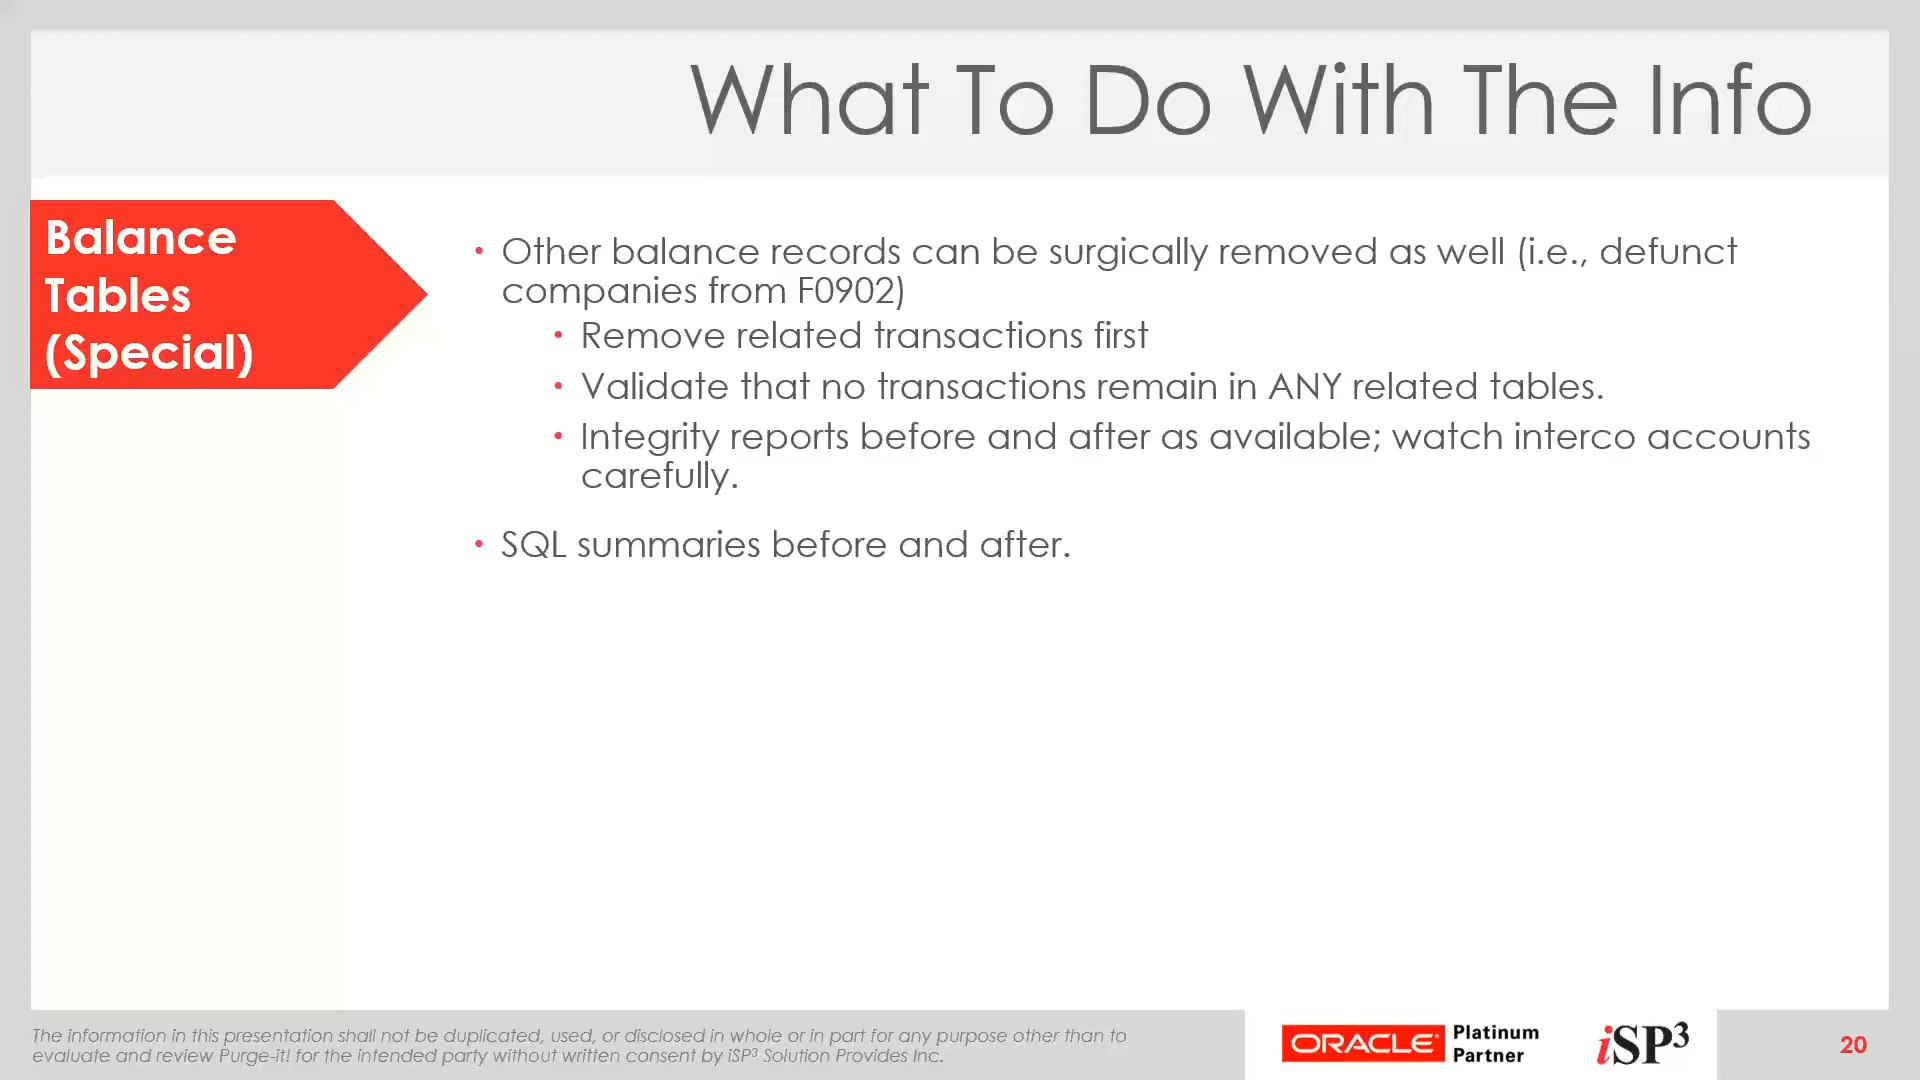 What To Do With The Info
Balance
Tables
(Special)
• Other balance records can be surgically removed as well (i.e., defunct
companies from F0902)
• Remove related transactions first
• Validate that no transactions remain in ANY related tables.
• Integrity reports before and after as available; watch interco accounts
carefully.
• SQL summaries before and after.
The information in this presentation shall not be duplicated, used, or disclosed in whole or in part for any purpose other than to
evaluate and review Purge-it! for the intended party without written consent by iSP³ Solution Provides Inc.
ORACLE Platinum
Partner
iSP³
20